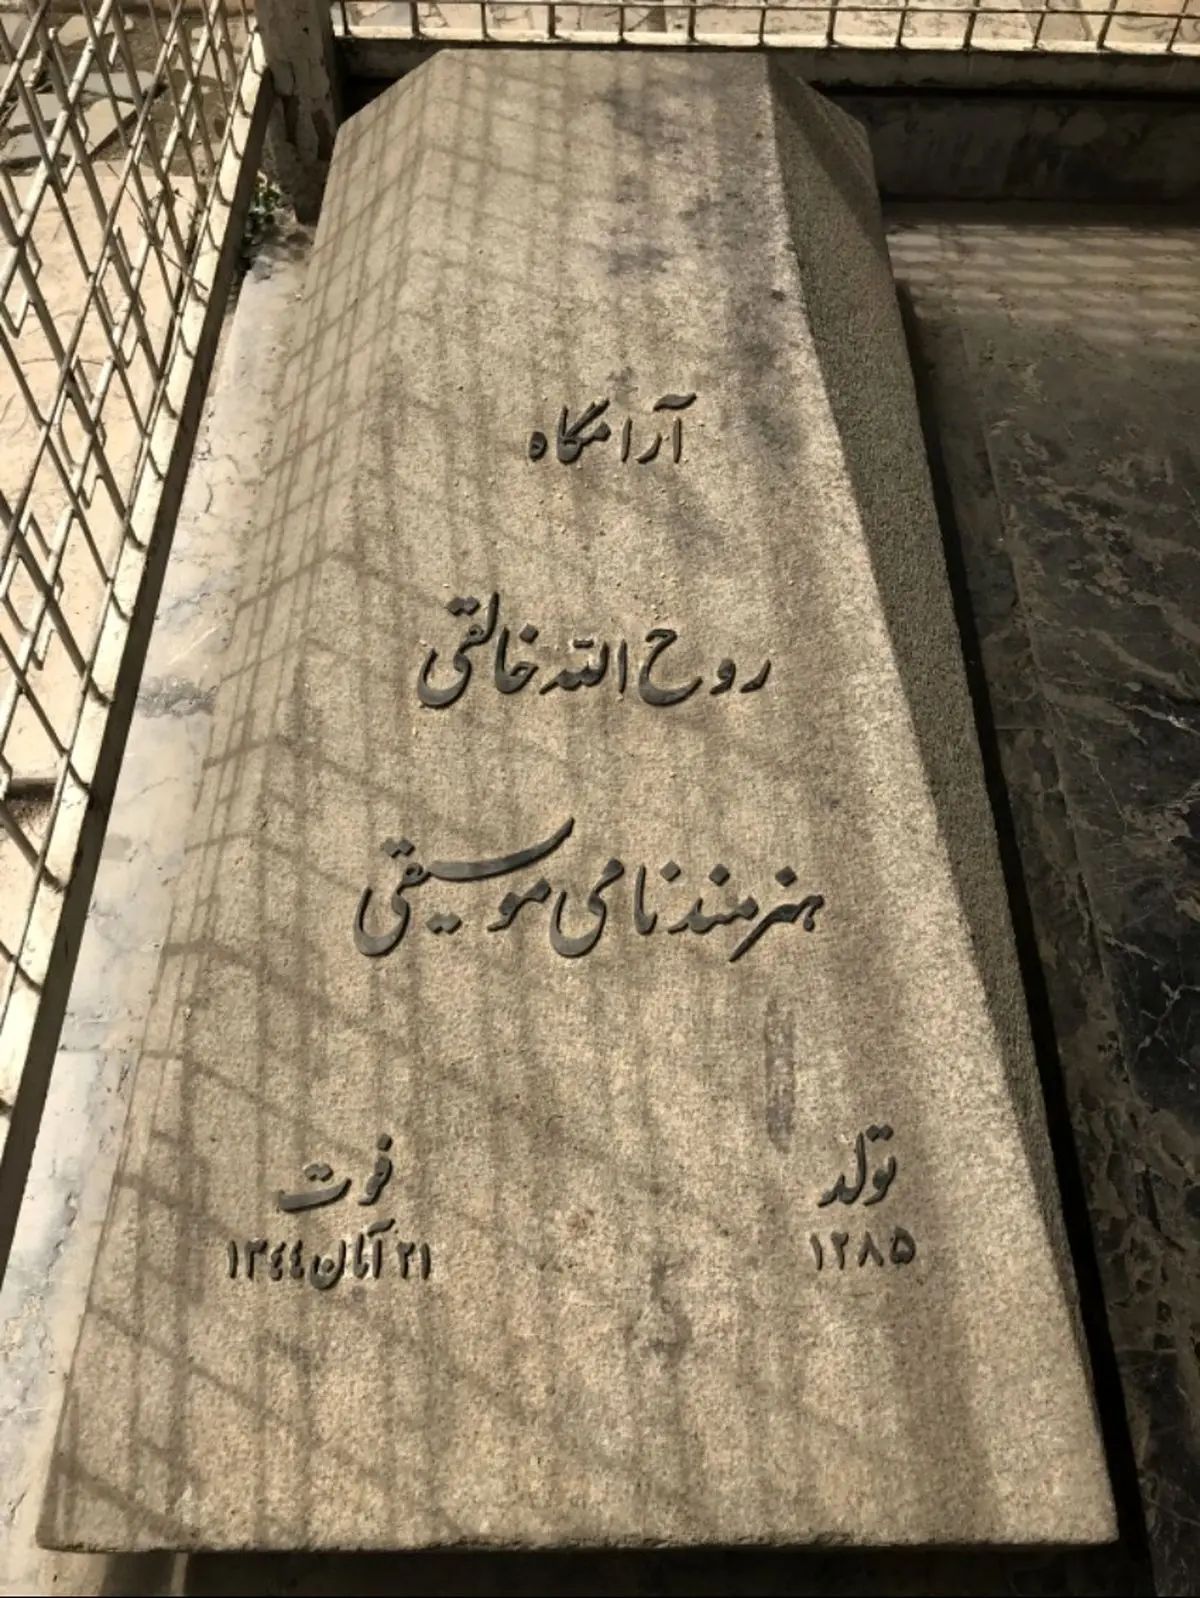 آرامگاه
روح الله خالقی
هنرمند نامی موسیقی
تولد
۱۲۸۵
فوت
۲۱ آبان ۱۳۴۴